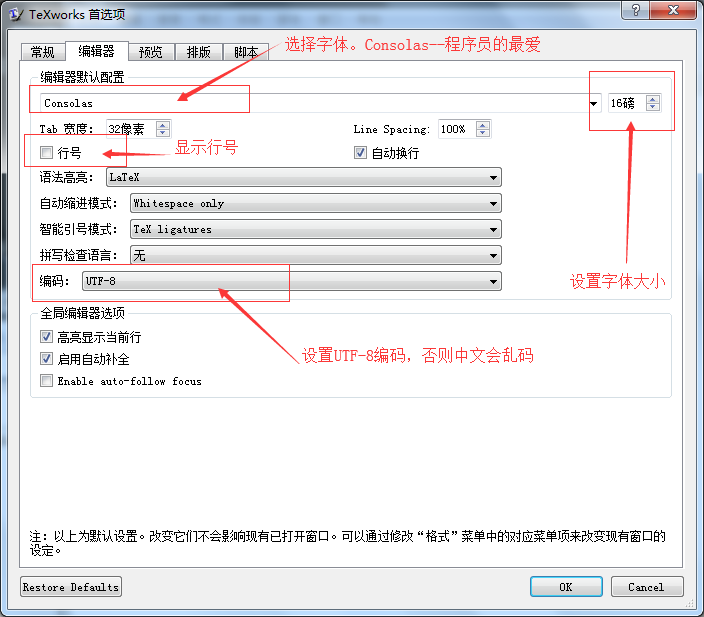 TeXworks 首选项
常规 编辑器 预览 排版 脚本
选择字体。Consolas--程序员的最爱
编辑器默认配置
Consolas 16磅
Tab 宽度: 32像素 Line Spacing: 100%
行号 显示行号 自动换行
语法高亮: LaTeX
自动缩进模式: Whitespace only
智能引号模式: TeX ligatures
拼写检查语言: 无
编码: UTF-8
设置字体大小
全局编辑器选项
高亮显示当前行
设置UTF-8编码，否则中文会乱码
启用自动补全
Enable auto-follow focus
注: 以上为默认设置。改变它们不会影响现有已打开窗口。可以通过修改“格式”菜单中的对应菜单项来改变现有窗口的
设定。
Restore Defaults OK Cancel